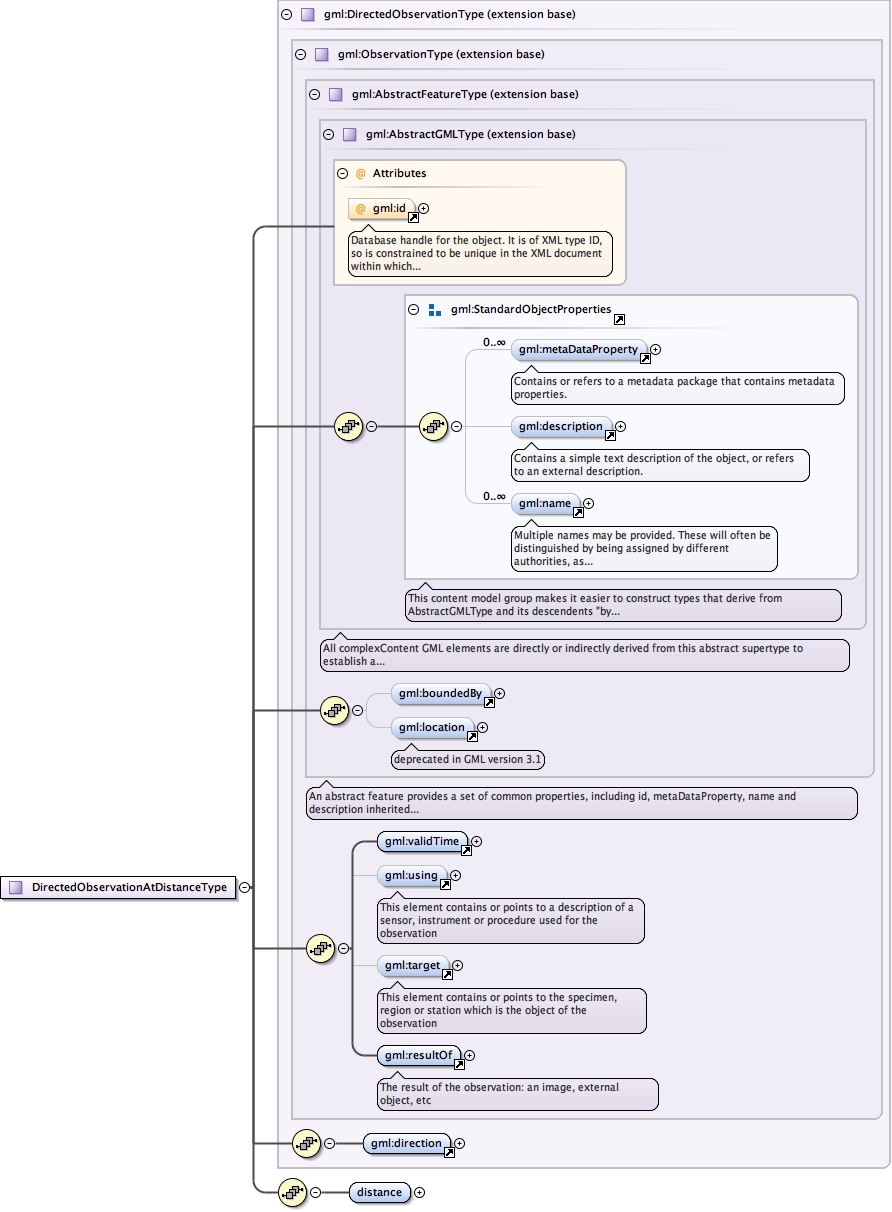 gml:DirectedObservationType (extension base)
gml:ObservationType (extension base)
gml:AbstractFeatureType (extension base)
gml:AbstractGMLType (extension base)
@ Attributes
@ gml:id
Database handle for the object. It is of XML type ID,
so is constrained to be unique in the XML document
within which...
gml:StandardObjectProperties
0..∞
gml:metaDataProperty
Contains or refers to a metadata package that contains metadata
properties.
gml:description
Contains a simple text description of the object, or refers
to an external description.
0..∞
gml:name
Multiple names may be provided. These will often be
distinguished by being assigned by different
authorities, as...
This content model group makes it easier to construct types that derive from
AbstractGMLType and its descendents "by...
All complexContent GML elements are directly or indirectly derived from this abstract supertype to
establish a...
gml:boundedBy
gml:location
deprecated in GML version 3.1
An abstract feature provides a set of common properties, including id, metaDataProperty, name and
description inherited...
gml:validTime
gml:using
This element contains or points to a description of a
sensor, instrument or procedure used for the
observation
DirectedObservationAtDistanceType
gml:target
This element contains or points to the specimen,
region or station which is the object of the
observation
gml:resultOf
The result of the observation: an image, external
object, etc
gml:direction
distance